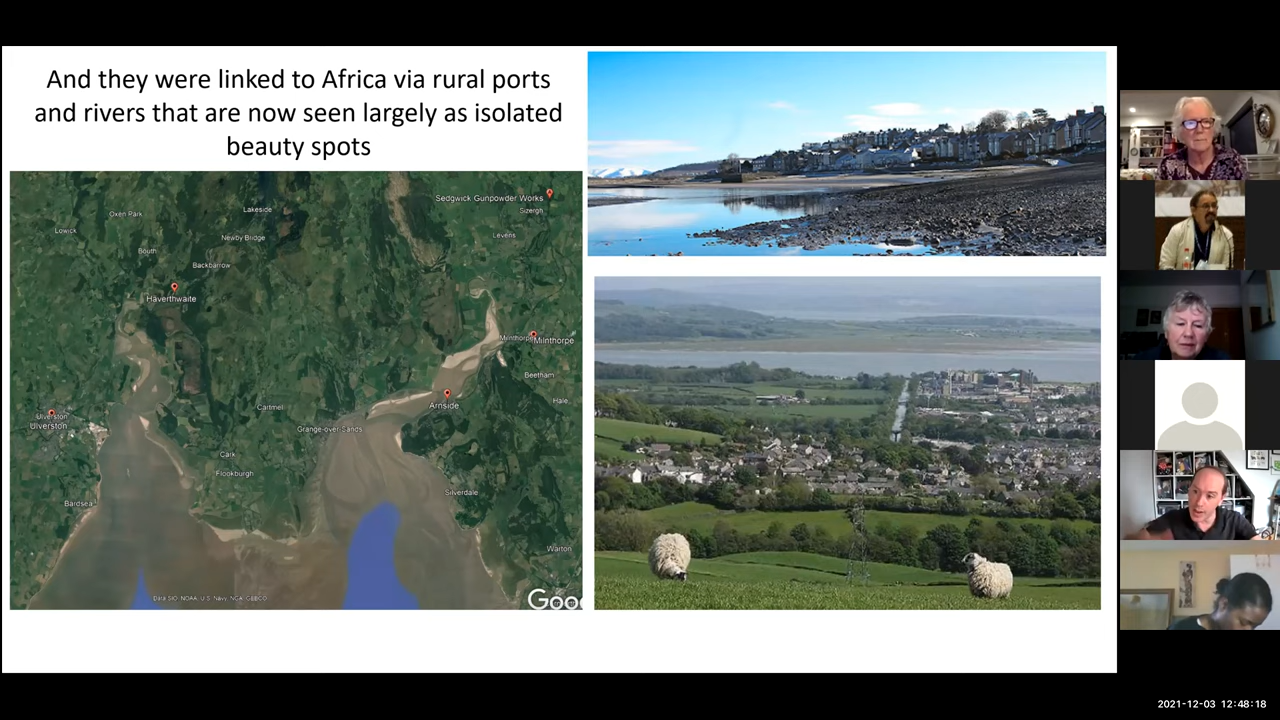 And they were linked to Africa via rural ports
and rivers that are now seen largely as isolated
beauty spots
Sedgwick Gunpowder Works
Sizergh
Oxen Park
Lakeside
Lowick
Newby Bridge
Levens
Bouth
Backbarrow
Haverthwaite
Milnthorpe
Milnthorpe
Beetham
Hale
Arnside
Cartmel
Ulverston
Ulverston
Grange-over-Sands
Cark
Flookburgh
Silverdale
Bardsea
Warton
Data SIO, NOAA, U.S. Navy, NGA, GEBCO
Goo
2021-12-03 12:48:18